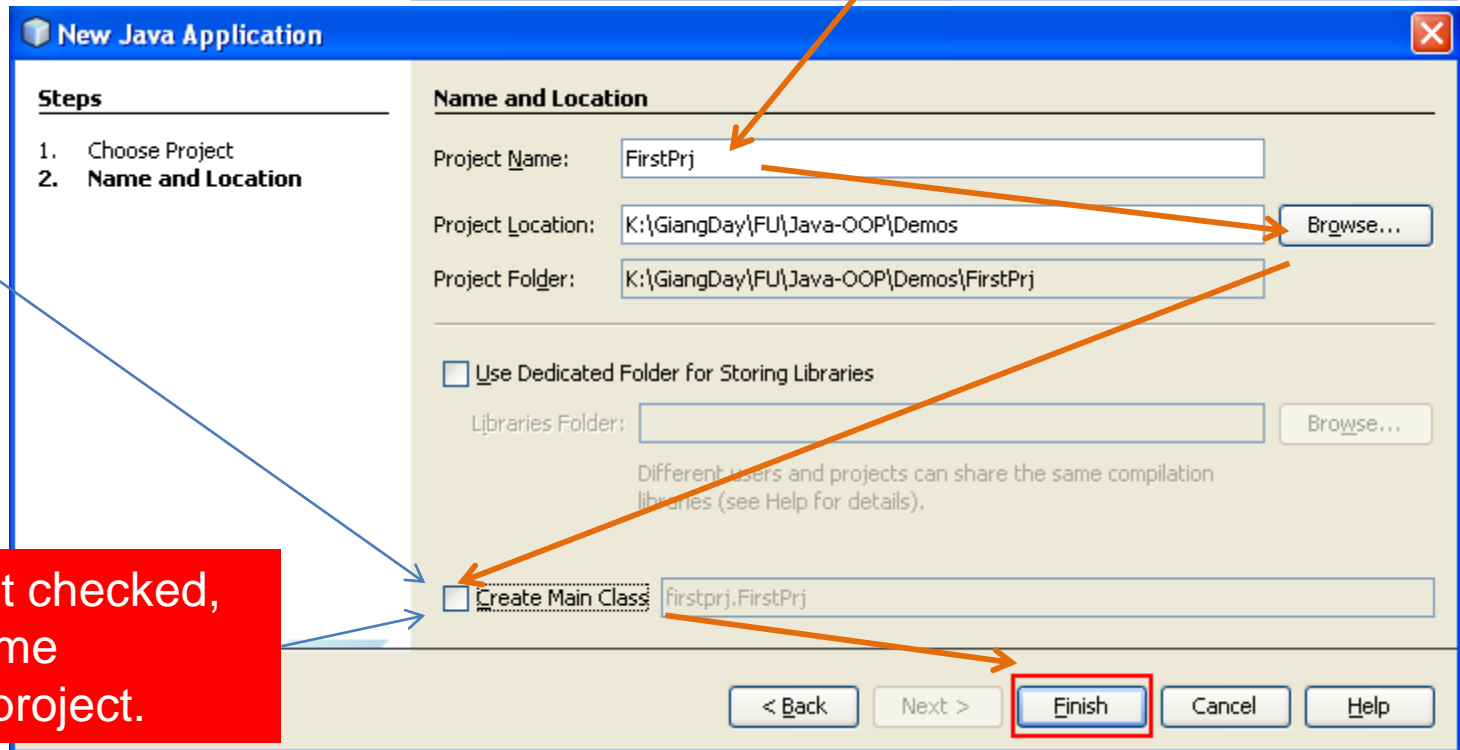 New Java Application
Steps
1. Choose Project
2. Name and Location
Name and Location
Project Name: FirstPrj
Project Location: K:\GiangDay\FU\Java-OOP\Demos Browse...
Project Folder: K:\GiangDay\FU\Java-OOP\Demos\FirstPrj
Use Dedicated Folder for Storing Libraries
Libraries Folder: Browse...
Different users and projects can share the same compilation
libraries (see Help for details).
Create Main Class firstprj.FirstPrj
checked,
project.
< Back Next > Finish Cancel Help